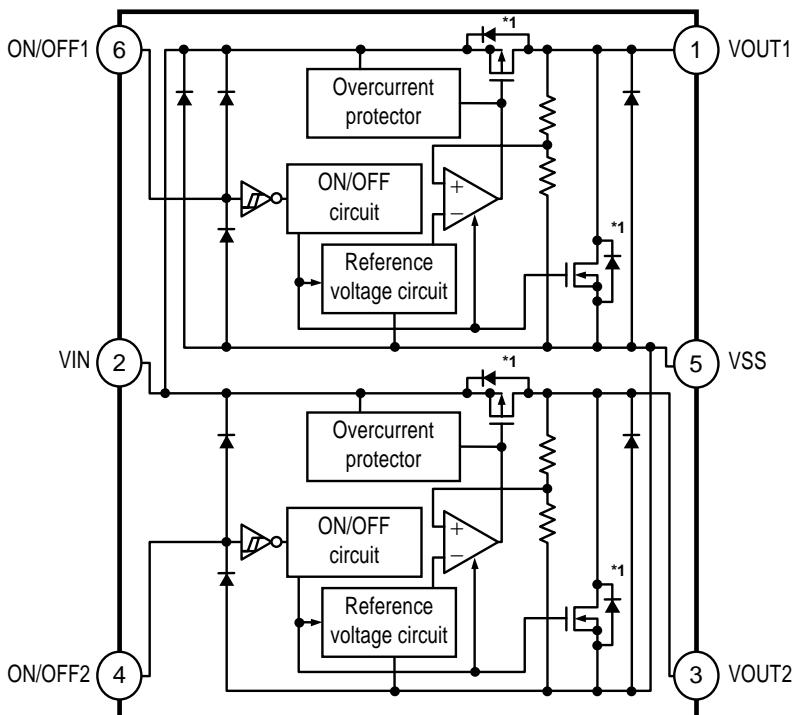 *1
ON/OFF1
6
1
VOUT1
Overcurrent
protector
ON/OFF
circuit
+
−
*1
Reference
voltage circuit
VIN
2
5
VSS
*1
Overcurrent
protector
ON/OFF
circuit
+
−
*1
Reference
voltage circuit
ON/OFF2
4
3
VOUT2